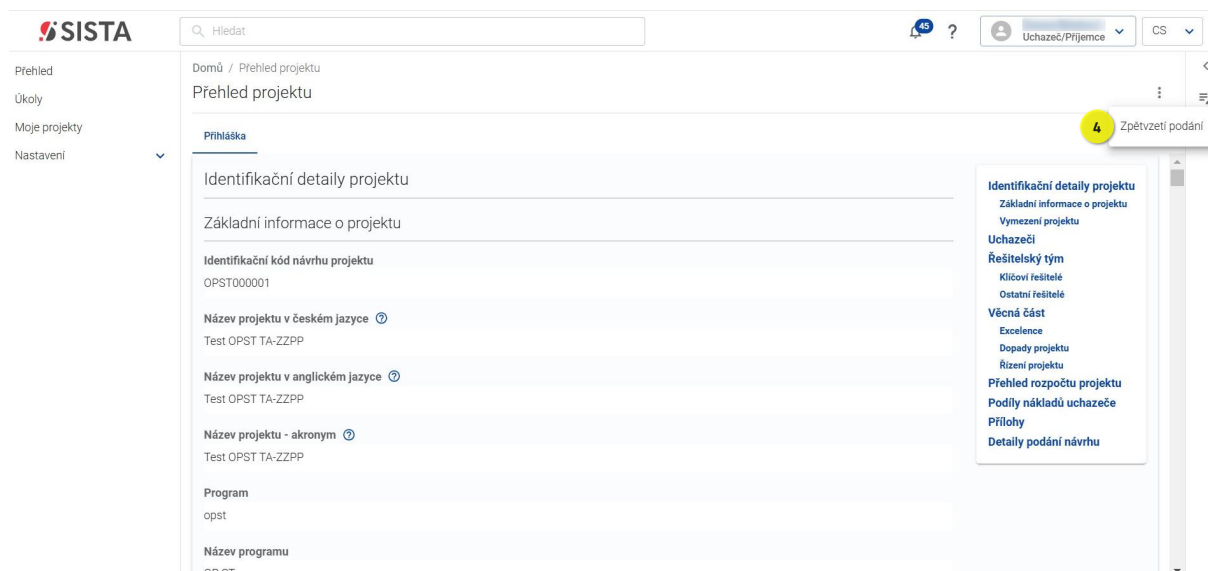 SISTA
Hledat
45
?
Uchazeč/Příjemce
CS
Přehled
Úkoly
Moje projekty
Nastavení
Domů / Přehled projektu
Přehled projektu
4 Zpětvzetí podání
Přihláška
Identifikační detaily projektu
Základní informace o projektu
Identifikační kód návrhu projektu
OPST000001
Název projektu v českém jazyce ?
Test OPST TA-ZZPP
Název projektu v anglickém jazyce ?
Test OPST TA-ZZPP
Název projektu - akronym ?
Test OPST TA-ZZPP
Program
opst
Název programu
Identifikační detaily projektu
Základní informace o projektu
Vymezení projektu
Uchazeči
Řešitelský tým
Klíčoví řešitelé
Ostatní řešitelé
Věcná část
Excelence
Dopady projektu
Řízení projektu
Přehled rozpočtu projektu
Podíly nákladů uchazeče
Přílohy
Detaily podání návrhu